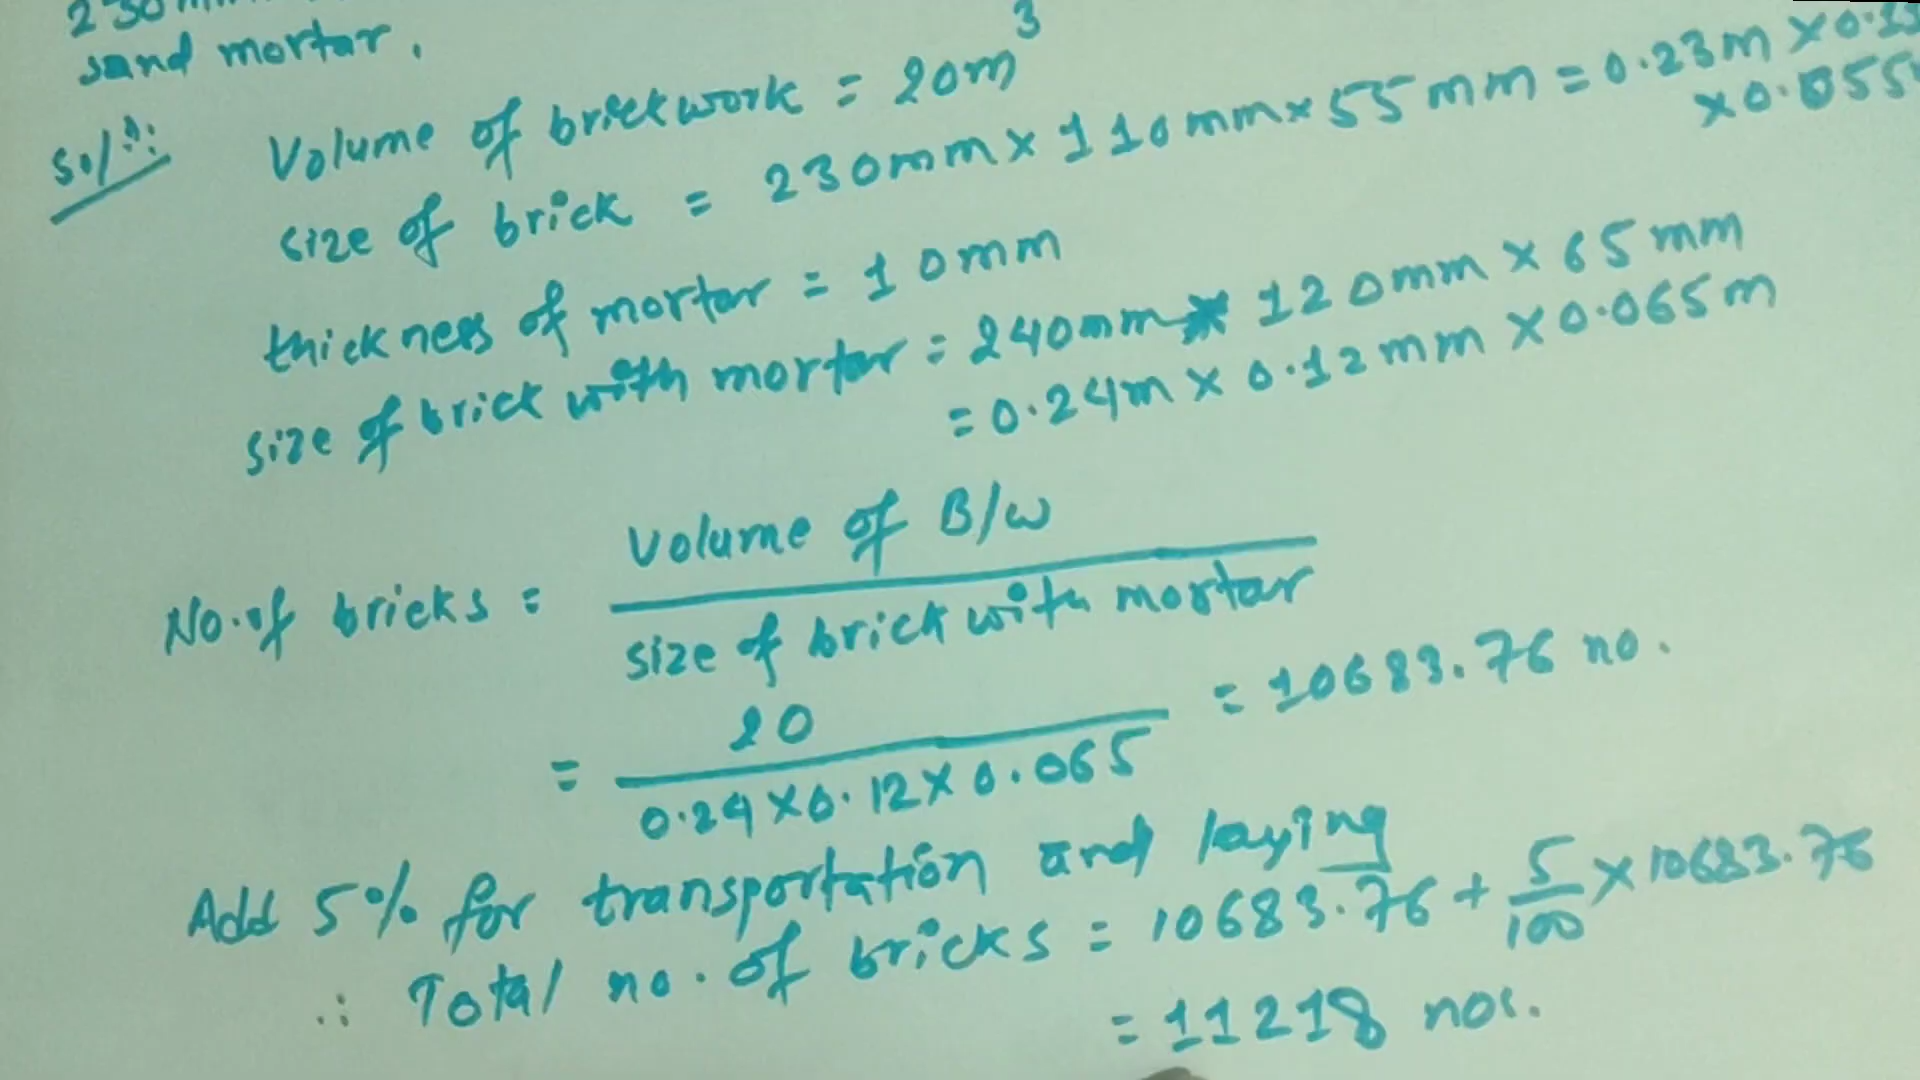 sand mortar.
Sol^n:
Volume of brickwork = 20m³
size of brick = 230mm × 110mm × 55mm = 0.23m ×
× 0.055
thickness of mortar = 10mm
size of brick with mortar = 240mm × 120mm × 65mm
= 0.24m × 0.12mm × 0.065m
No. of bricks = Volume of B/W
size of brick with mortar
= 20
0.24 × 0.12 × 0.065
= 10683.76 no.
Add 5% for transportation and laying
∴ Total no. of bricks = 10683.76 + 5/100 × 10683.76
= 11218 nos.